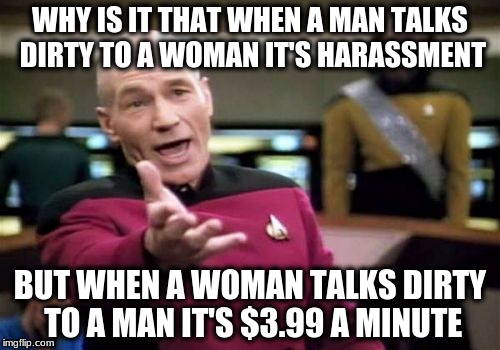 WHY IS IT THAT WHEN A MAN TALKS
DIRTY TO A WOMAN IT'S HARASSMENT
BUT WHEN A WOMAN TALKS DIRTY
TO A MAN IT'S $3.99 A MINUTE
imgflip.com